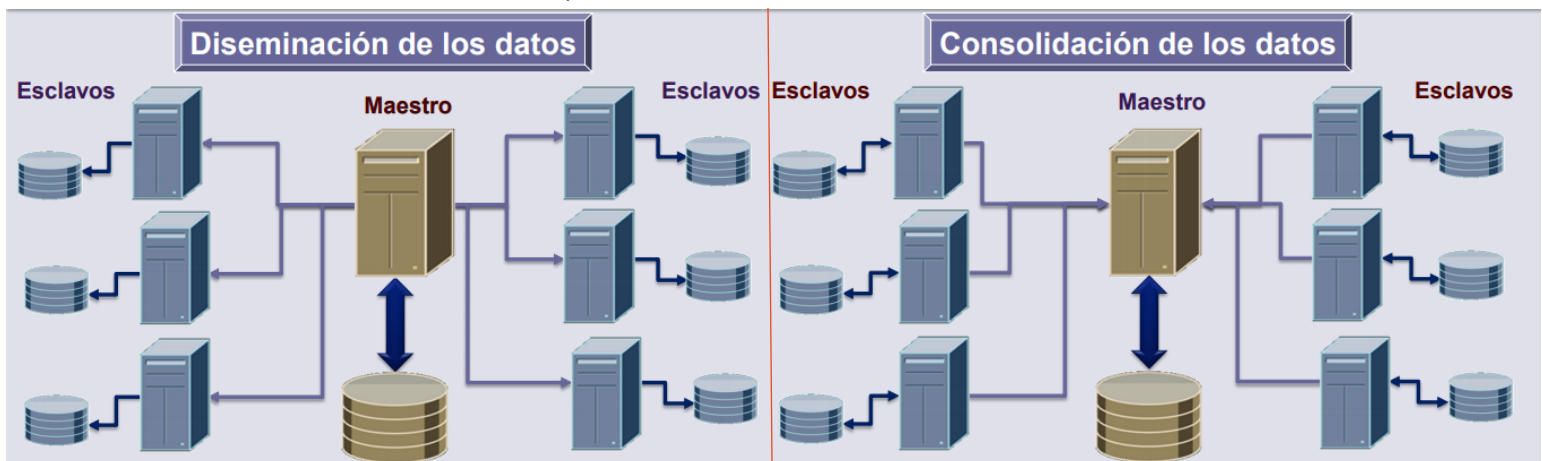 Diseminación de los datos
Esclavos
Maestro
Esclavos
Consolidación de los datos
Esclavos
Maestro
Esclavos